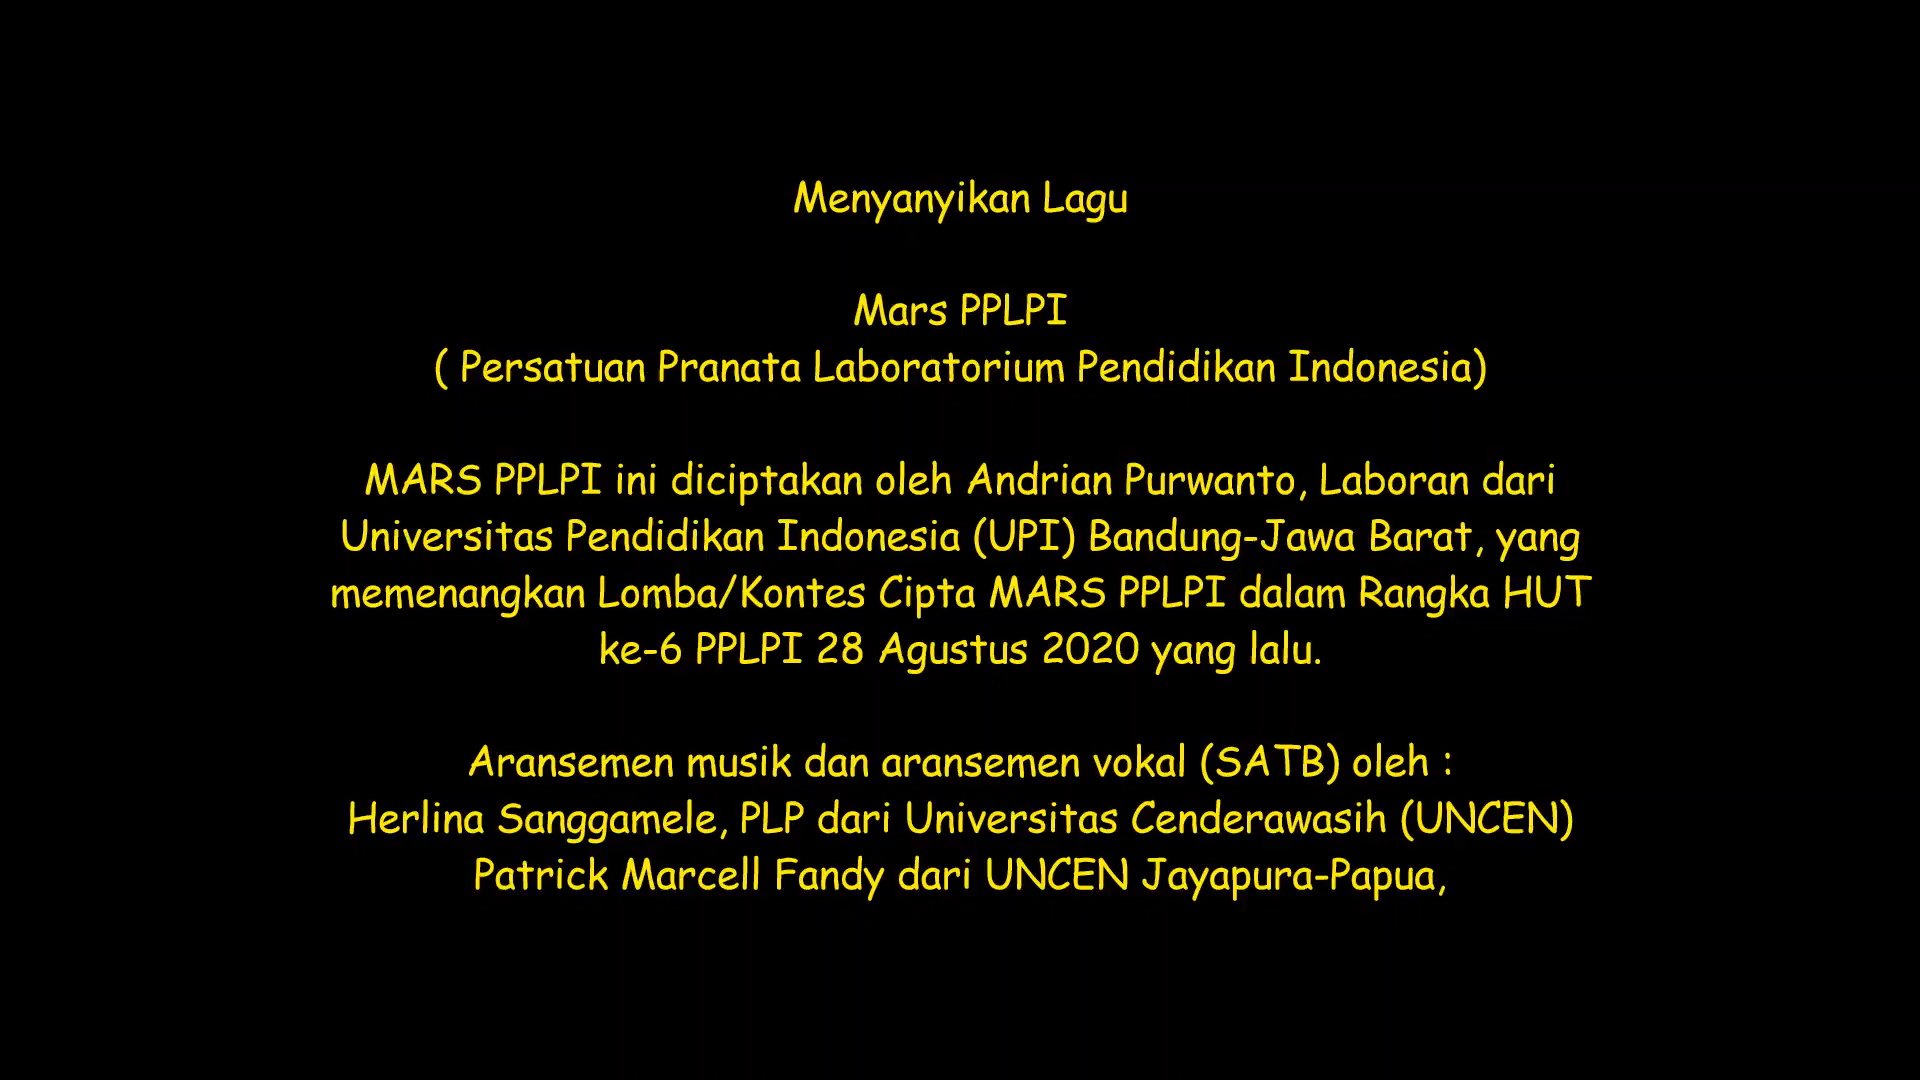 Menyanyikan Lagu
Mars PPLPI
( Persatuan Pranata Laboratorium Pendidikan Indonesia)
MARS PPLPI ini diciptakan oleh Andrian Purwanto, Laboran dari
Universitas Pendidikan Indonesia (UPI) Bandung-Jawa Barat, yang
memenangkan Lomba/Kontes Cipta MARS PPLPI dalam Rangka HUT
ke-6 PPLPI 28 Agustus 2020 yang lalu.
Aransemen musik dan aransemen vokal (SATB) oleh :
Herlina Sanggamele, PLP dari Universitas Cenderawasih (UNCEN)
Patrick Marcell Fandy dari UNCEN Jayapura-Papua,